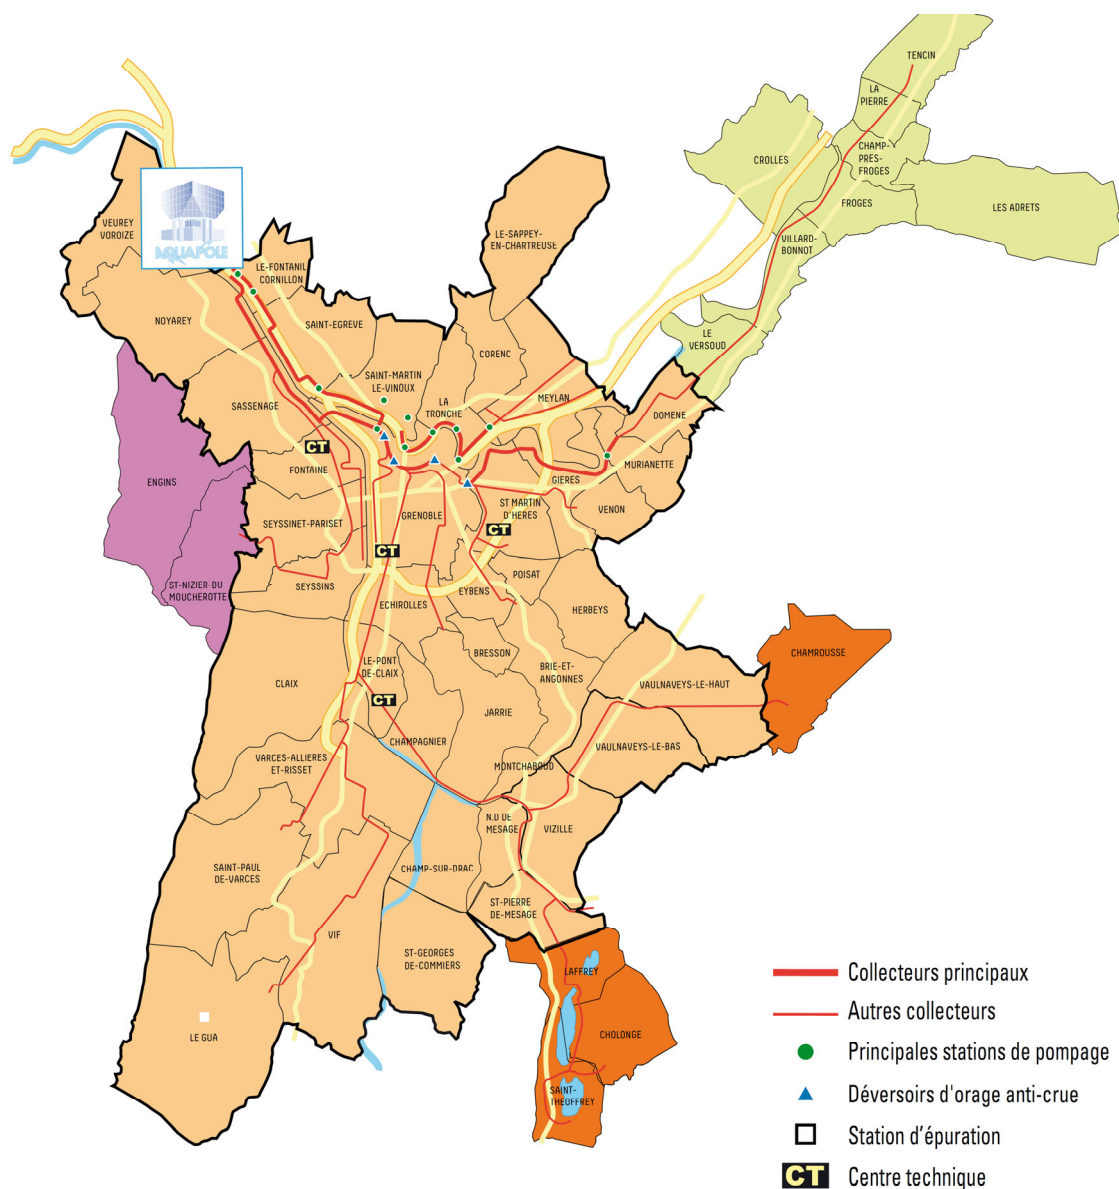 TENCIN
LA
PIERRE
CHAMP-
PRES-
FROGES
CROLLES
FROGES
LES ADRETS
VILLARD-
BONNOT
LE
VERSOUD
VEUREY
VOROIZE
AQUAPÔLE
LE-SAPPEY-
EN-CHARTREUSE
LE-FONTANIL
CORNILLON
NOYAREY
SAINT-EGREVE
SAINT-MARTIN
LE-VINOUX
CORENC
LA
TRONCHE
MEYLAN
SASSENAGE
DOMENE
MURIANETTE
CT
FONTAINE
GIERES
ENGINS
VENON
SEYSSINET-PARISET
GRENOBLE
ST MARTIN
D'HERES
CT
CT
POISAT
SEYSSINS
EYBENS
ST-NIZIER-DU
MOUCHEROTTE
ECHIROLLES
HERBEYS
BRESSON
LE-PONT
DE-CLAIX
BRIE-ET-
ANGONNES
CHAMROUSSE
CLAIX
VAULNAVEYS-LE-HAUT
CT
JARRIE
CHAMPAGNIER
VAULNAVEYS-LE-BAS
VARCES-ALLIERES
ET-RISSET
MONTCHABOUD
N.D DE
MESAGE
VIZILLE
SAINT-PAUL
DE-VARCES
CHAMP-SUR-DRAC
ST-PIERRE
DE-MESAGE
VIF
ST-GEORGES
DE-COMMIERS
LAFFREY
LE GUA
CHOLONGE
SAINT-
THEOFFREY
Collecteurs principaux
Autres collecteurs
Principales stations de pompage
Déversoirs d'orage anti-crue
Station d'épuration
CT Centre technique